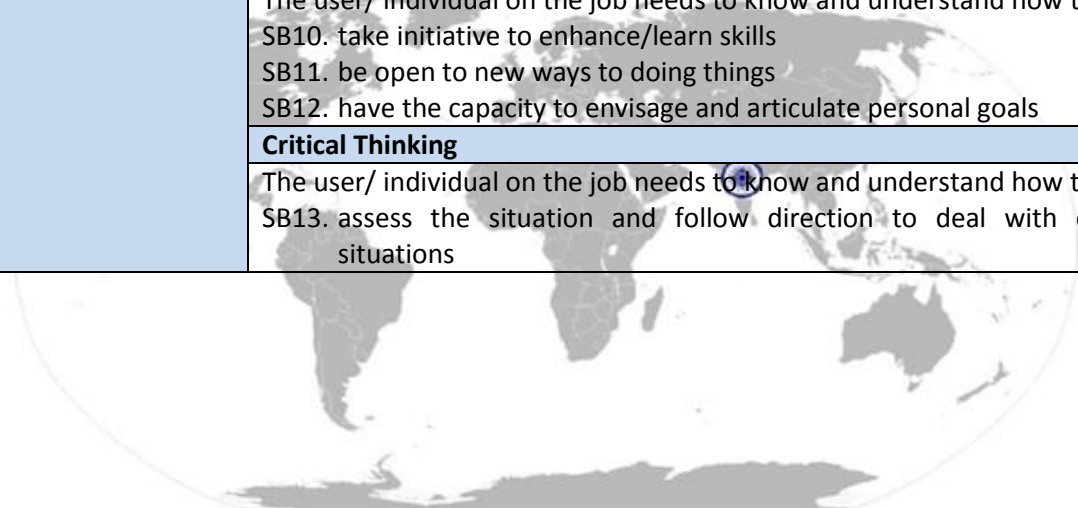 The user/ individual on the job needs to know and understand how t
SB10. take initiative to enhance/learn skills
SB11. be open to new ways to doing things
SB12. have the capacity to envisage and articulate personal goals
Critical Thinking
The user/ individual on the job needs to know and understand how t
SB13. assess the situation and follow direction to deal with
situations